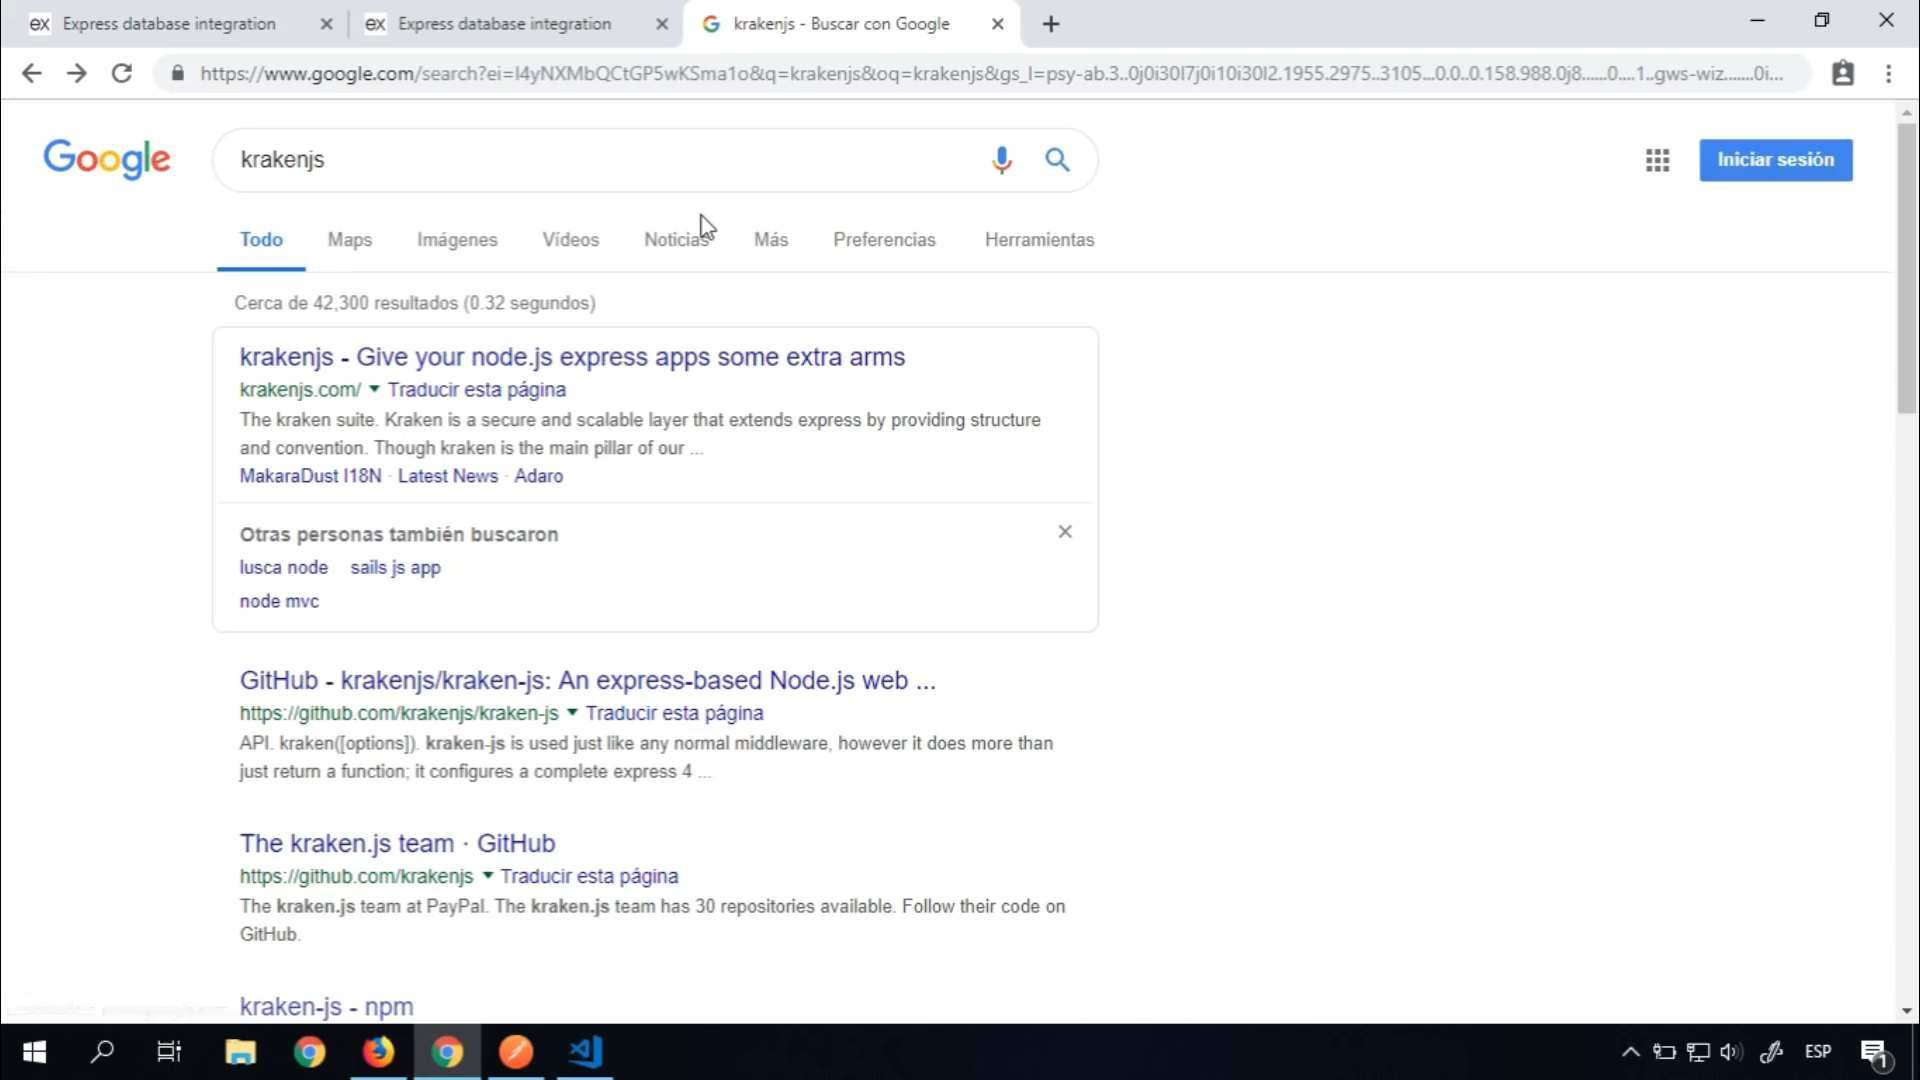 ex Express database integration
ex Express database integration
krakenjs - Buscar con Google
https://www.google.com/search?ei=I4yNXMbQCtGP5wKSma1o&q=krakenjs&oq=krakenjs&gs_l=psy-ab.3..0j0i30l7j0i10i30l2.1955.2975..3105...0.0..0.158.988.0j8......0....1..gws-wiz.......0i...
Google
krakenjs
Iniciar sesión
Todo Maps Imágenes Vídeos Noticias Más Preferencias Herramientas
Cerca de 42,300 resultados (0.32 segundos)
krakenjs - Give your node.js express apps some extra arms
krakenjs.com/ Traducir esta página
The kraken suite. Kraken is a secure and scalable layer that extends express by providing structure
and convention. Though kraken is the main pillar of our ...
MakaraDust I18N · Latest News · Adaro
Otras personas también buscaron
lusca node sails js app
node mvc
GitHub - krakenjs/kraken-js: An express-based Node.js web ...
https://github.com/krakenjs/kraken-js Traducir esta página
API. kraken([options]). kraken-js is used just like any normal middleware, however it does more than
just return a function; it configures a complete express 4 ...
The kraken.js team · GitHub
https://github.com/krakenjs Traducir esta página
The kraken.js team at PayPal. The kraken.js team has 30 repositories available. Follow their code on
GitHub.
kraken-js - npm
ESP
1